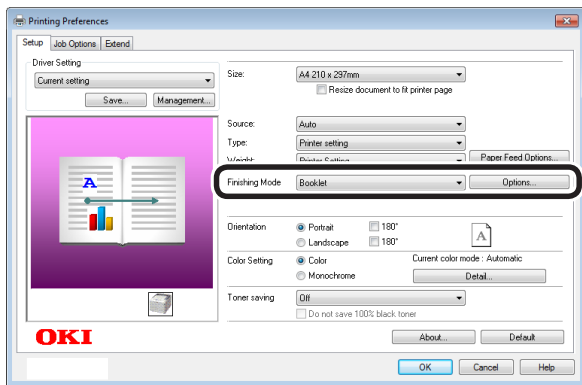 Printing Preferences
Setup Job Options Extend
Driver Setting
Current setting
Save... Management...
A
Size: A4 210 x 297mm
Resize document to fit printer page
Source: Auto
Type: Printer setting
Weight: Printer Setting Paper Feed Options...
Finishing Mode Booklet Options...
Orientation Portrait 180°
Landscape 180°
A
Color Setting Color Current color mode : Automatic
Monochrome Detail...
Toner saving Off
Do not save 100% black toner
OKI
About... Default
OK Cancel Help